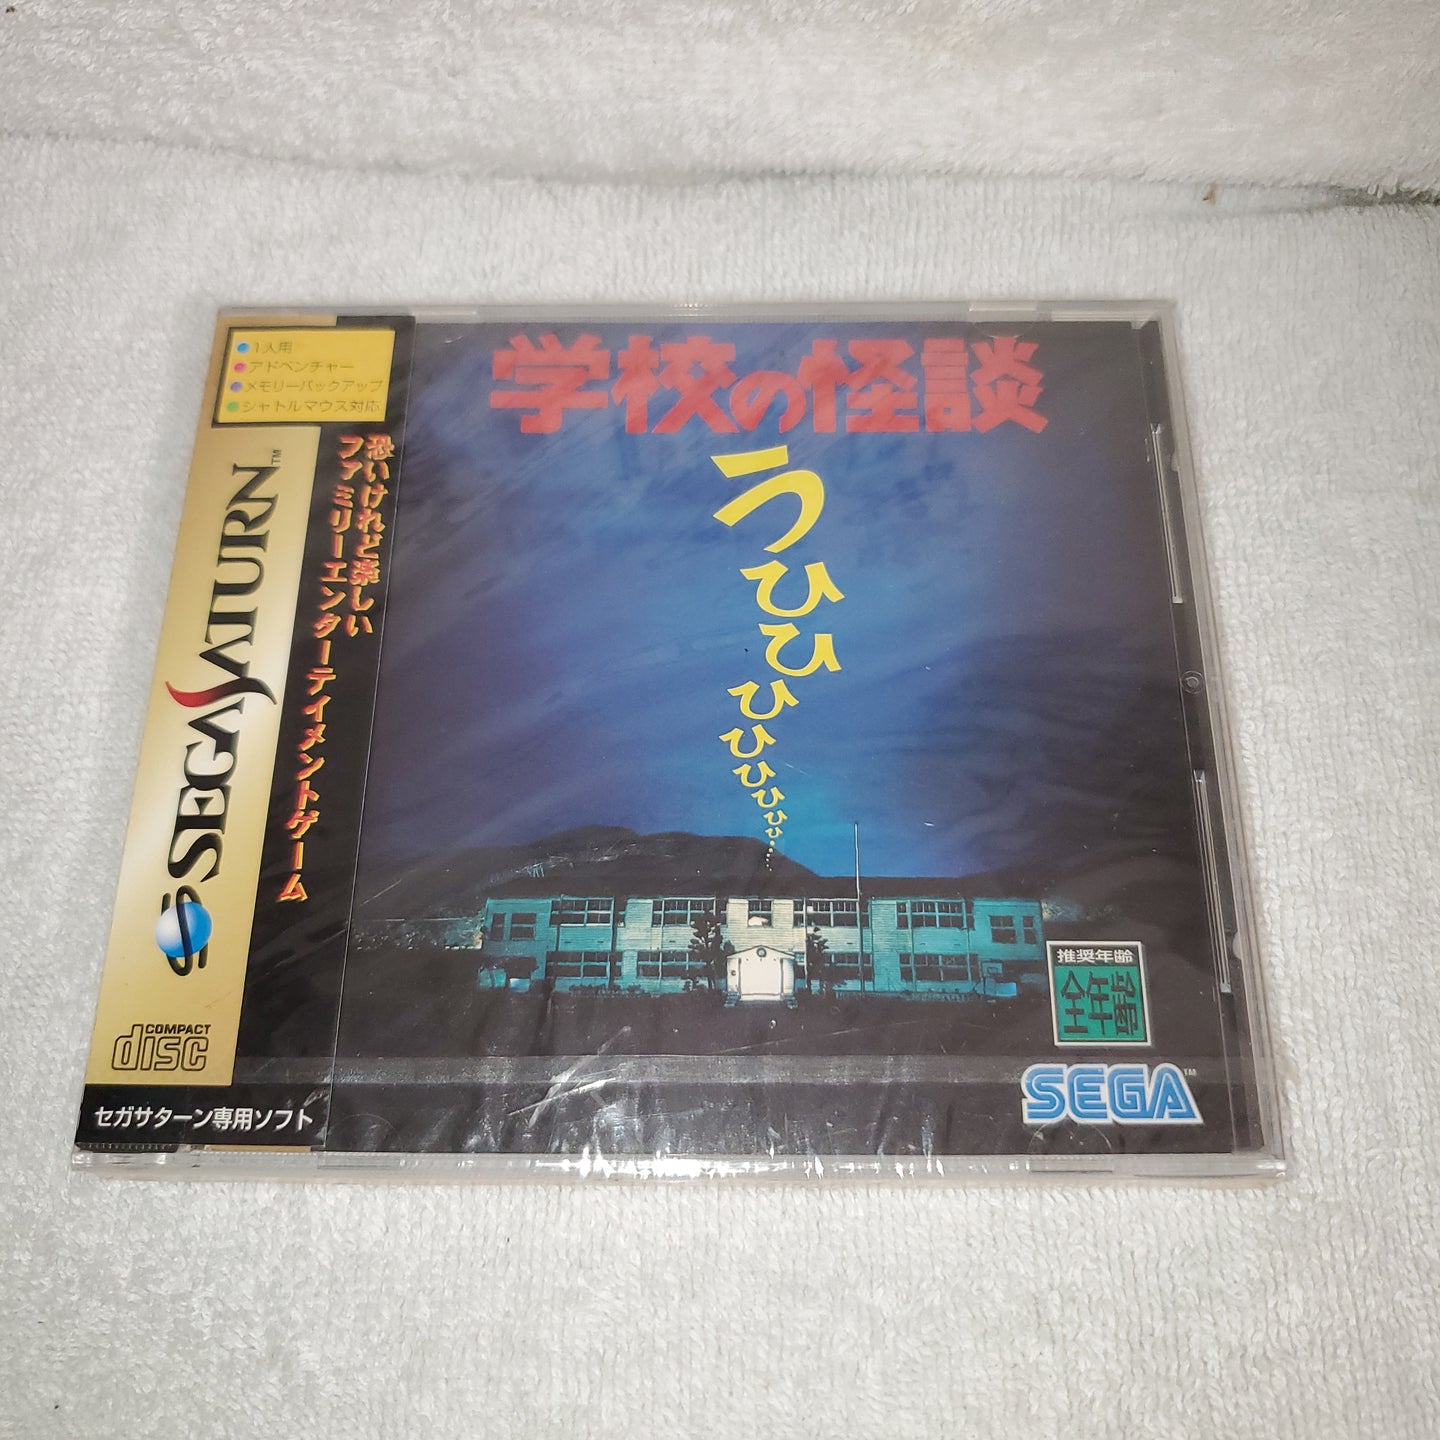 1人用
アドベンチャー
メモリーバックアップ
シャトルマウス対応
恐いけれど楽しい
ファミリーエンターテイメントゲーム
SEGA SATURN™
COMPACT
disc
セガサターン専用ソフト
学校の怪談
うひひひひひひひひ・・・・・
推奨年齢
全年齢
SEGA™